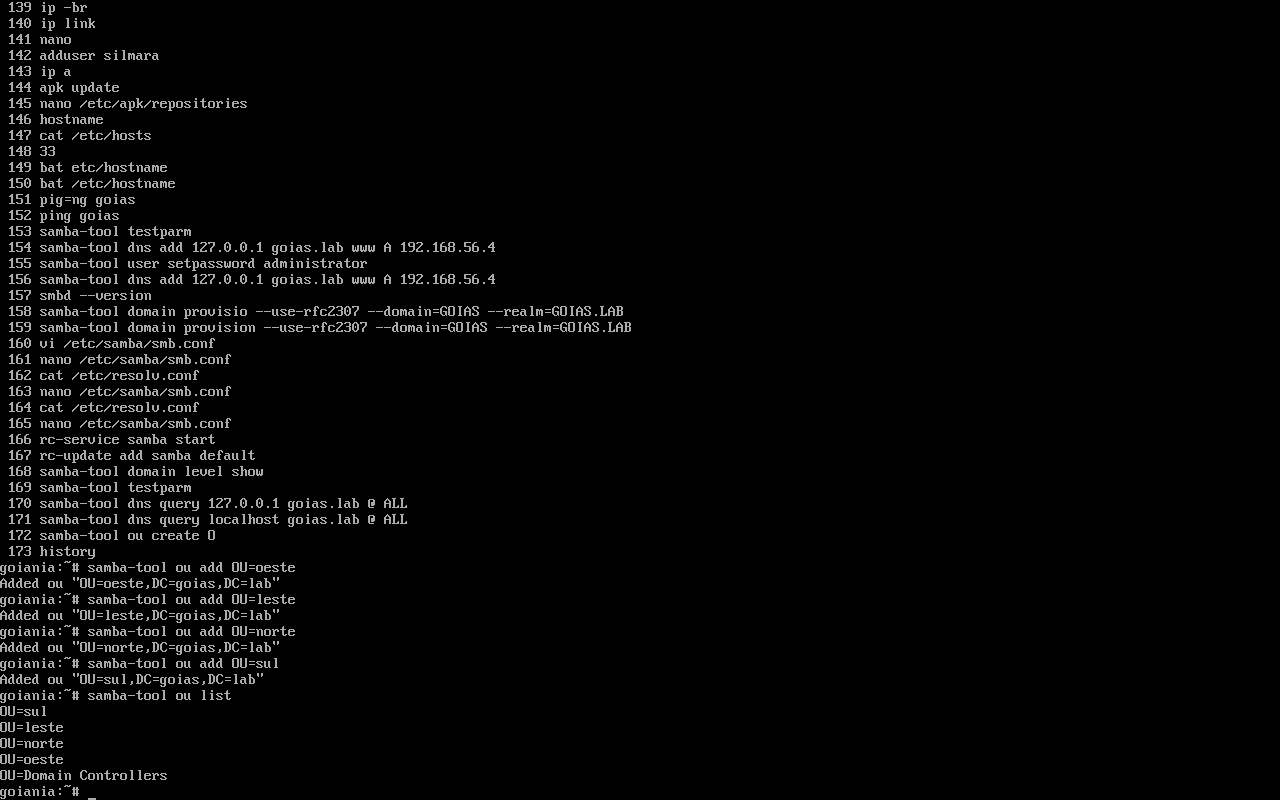 139 ip -br
140 ip link
141 nano
142 adduser silmara
143 ip a
144 apk update
145 nano /etc/apk/repositories
146 hostname
147 cat /etc/hosts
148 33
149 bat etc/hostname
150 bat /etc/hostname
151 pig=ng goias
152 ping goias
153 samba-tool testparm
154 samba-tool dns add 127.0.0.1 goias.lab www A 192.168.56.4
155 samba-tool user setpassword administrator
156 samba-tool dns add 127.0.0.1 goias.lab www A 192.168.56.4
157 smbd --version
158 samba-tool domain provisio --use-rfc2307 --domain=GOIAS --realm=GOIAS.LAB
159 samba-tool domain provision --use-rfc2307 --domain=GOIAS --realm=GOIAS.LAB
160 vi /etc/samba/smb.conf
161 nano /etc/samba/smb.conf
162 cat /etc/resolv.conf
163 nano /etc/samba/smb.conf
164 cat /etc/resolv.conf
165 nano /etc/samba/smb.conf
166 rc-service samba start
167 rc-update add samba default
168 samba-tool domain level show
169 samba-tool testparm
170 samba-tool dns query 127.0.0.1 goias.lab @ ALL
171 samba-tool dns query localhost goias.lab @ ALL
172 samba-tool ou create O
173 history
goiania:~# samba-tool ou add OU=oeste
Added ou "OU=oeste,DC=goias,DC=lab"
goiania:~# samba-tool ou add OU=leste
Added ou "OU=leste,DC=goias,DC=lab"
goiania:~# samba-tool ou add OU=norte
Added ou "OU=norte,DC=goias,DC=lab"
goiania:~# samba-tool ou add OU=sul
Added ou "OU=sul,DC=goias,DC=lab"
goiania:~# samba-tool ou list
OU=sul
OU=leste
OU=norte
OU=oeste
OU=Domain Controllers
goiania:~# _